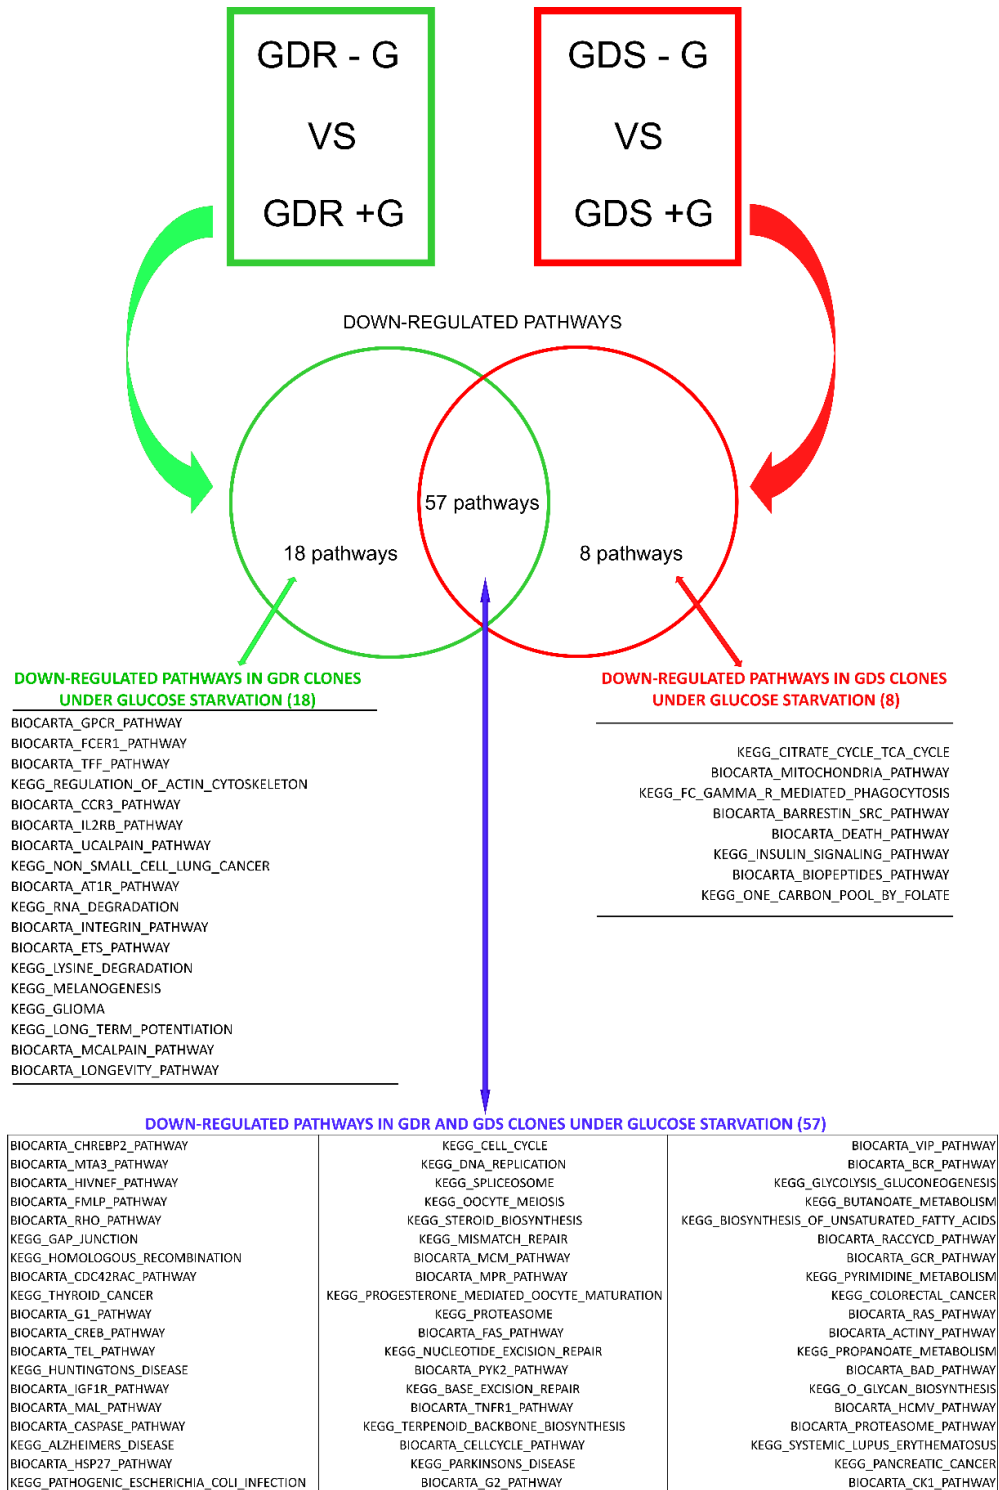 GDR - G
VS
GDR +G
GDS - G
VS
GDS +G
DOWN-REGULATED PATHWAYS
57 pathways
18 pathways
8 pathways
DOWN-REGULATED PATHWAYS IN GDR CLONES
UNDER GLUCOSE STARVATION (18)
BIOCARTA_GPCR_PATHWAY
BIOCARTA_FCER1_PATHWAY
BIOCARTA_TFF_PATHWAY
KEGG_REGULATION_OF_ACTIN_CYTOSKELETON
BIOCARTA_CCR3_PATHWAY
BIOCARTA_IL2RB_PATHWAY
BIOCARTA_UCALPAIN_PATHWAY
KEGG_NON_SMALL_CELL_LUNG_CANCER
BIOCARTA_AT1R_PATHWAY
KEGG_RNA_DEGRADATION
BIOCARTA_INTEGRIN_PATHWAY
BIOCARTA_ETS_PATHWAY
KEGG_LYSINE_DEGRADATION
KEGG_MELANOGENESIS
KEGG_GLIOMA
KEGG_LONG_TERM_POTENTIATION
BIOCARTA_MCALPAIN_PATHWAY
BIOCARTA_LONGEVITY_PATHWAY
DOWN-REGULATED PATHWAYS IN GDS CLONES
UNDER GLUCOSE STARVATION (8)
KEGG_CITRATE_CYCLE_TCA_CYCLE
BIOCARTA_MITOCHONDRIA_PATHWAY
KEGG_FC_GAMMA_R_MEDIATED_PHAGOCYTOSIS
BIOCARTA_BARRESTIN_SRC_PATHWAY
BIOCARTA_DEATH_PATHWAY
KEGG_INSULIN_SIGNALING_PATHWAY
BIOCARTA_BIOPEPTIDES_PATHWAY
KEGG_ONE_CARBON_POOL_BY_FOLATE
DOWN-REGULATED PATHWAYS IN GDR AND GDS CLONES UNDER GLUCOSE STARVATION (57)
BIOCARTA_CHREBP2_PATHWAY
BIOCARTA_MTA3_PATHWAY
BIOCARTA_HIVNEF_PATHWAY
BIOCARTA_FMLP_PATHWAY
BIOCARTA_RHO_PATHWAY
KEGG_GAP_JUNCTION
KEGG_HOMOLOGOUS_RECOMBINATION
BIOCARTA_CDC42RAC_PATHWAY
KEGG_THYROID_CANCER
BIOCARTA_G1_PATHWAY
BIOCARTA_CREB_PATHWAY
BIOCARTA_TEL_PATHWAY
KEGG_HUNTINGTONS_DISEASE
BIOCARTA_IGF1R_PATHWAY
BIOCARTA_MAL_PATHWAY
BIOCARTA_CASPASE_PATHWAY
KEGG_ALZHEIMERS_DISEASE
BIOCARTA_HSP27_PATHWAY
KEGG_PATHOGENIC_ESCHERICHIA_COLI_INFECTION
KEGG_CELL_CYCLE
KEGG_DNA_REPLICATION
KEGG_SPLICEOSOME
KEGG_OOCYTE_MEIOSIS
KEGG_STEROID_BIOSYNTHESIS
KEGG_MISMATCH_REPAIR
BIOCARTA_MCM_PATHWAY
BIOCARTA_MPR_PATHWAY
KEGG_PROGESTERONE_MEDIATED_OOCYTE_MATURATION
KEGG_PROTEASOME
BIOCARTA_FAS_PATHWAY
KEGG_NUCLEOTIDE_EXCISION_REPAIR
BIOCARTA_PYK2_PATHWAY
KEGG_BASE_EXCISION_REPAIR
BIOCARTA_TNFR1_PATHWAY
KEGG_TERPENOID_BACKBONE_BIOSYNTHESIS
BIOCARTA_CELLCYCLE_PATHWAY
KEGG_PARKINSONS_DISEASE
BIOCARTA_G2_PATHWAY
BIOCARTA_VIP_PATHWAY
BIOCARTA_BCR_PATHWAY
KEGG_GLYCOLYSIS_GLUCONEOGENESIS
KEGG_BUTANOATE_METABOLISM
KEGG_BIOSYNTHESIS_OF_UNSATURATED_FATTY_ACIDS
BIOCARTA_RACCYCD_PATHWAY
BIOCARTA_GCR_PATHWAY
KEGG_PYRIMIDINE_METABOLISM
KEGG_COLORECTAL_CANCER
BIOCARTA_RAS_PATHWAY
BIOCARTA_ACTINY_PATHWAY
KEGG_PROPANOATE_METABOLISM
BIOCARTA_BAD_PATHWAY
KEGG_O_GLYCAN_BIOSYNTHESIS
BIOCARTA_HCMV_PATHWAY
BIOCARTA_PROTEASOME_PATHWAY
KEGG_SYSTEMIC_LUPUS_ERYTHEMATOSUS
KEGG_PANCREATIC_CANCER
BIOCARTA_CK1_PATHWAY